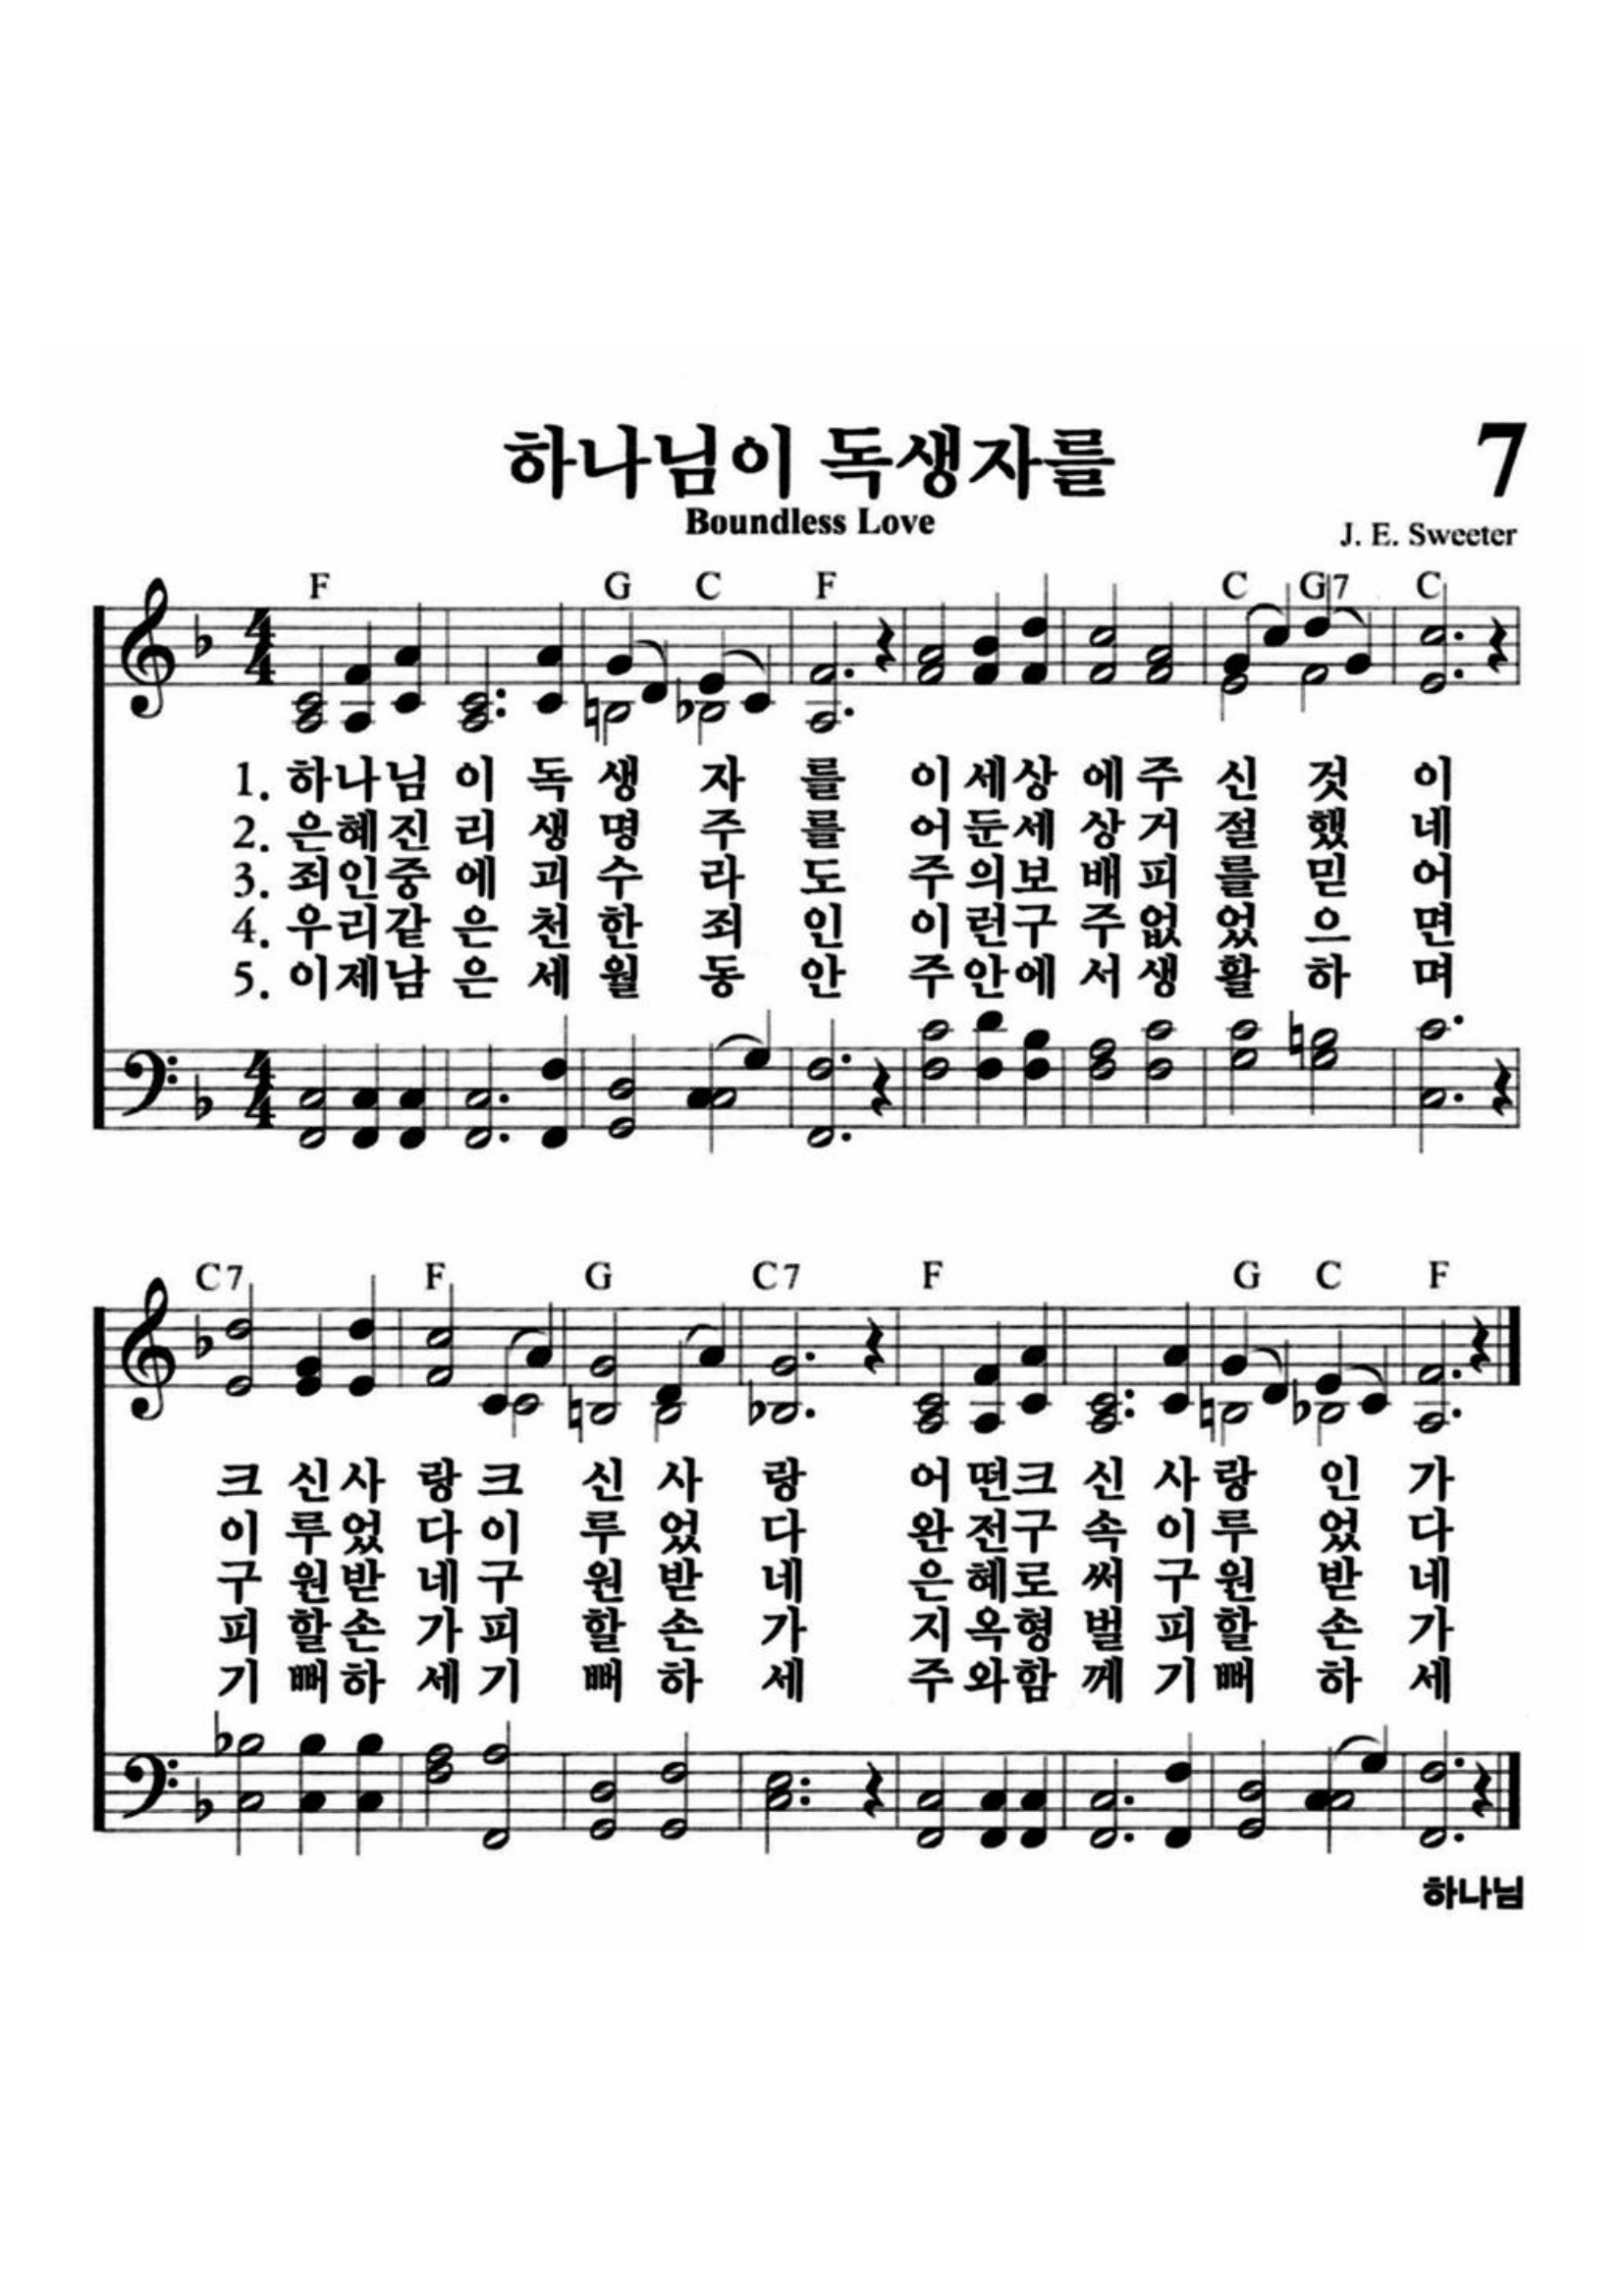 하나님이 독생자를
7
Boundless Love
J. E. Sweeter
F G C F C G7 C
1. 하나님 이 독 생 자 를 이 세상 에 주 신 것 이
2. 은혜진 리 생 명 주 를 어 둔세 상 거 절 했 네
3. 죄인중 에 괴 수 라 도 주 의보 배 피 를 믿 어
4. 우리같 은 천 한 죄 인 이 런구 주 없 었 으 면
5. 이제남 은 세 월 동 안 주 안에 서 생 활 하 며
C7 F G C7 F G C F
크 신사 랑 크 신 사 랑 어 떤크 신 사 랑 인 가
이 루었 다 이 루 었 다 완 전구 속 이 루 었 다
구 원받 네 구 원 받 네 은 혜로 써 구 원 받 네
피 할손 가 피 할 손 가 지 옥형 벌 피 할 손 가
기 뻐하 세 기 뻐 하 세 주 와함 께 기 뻐 하 세
하나님